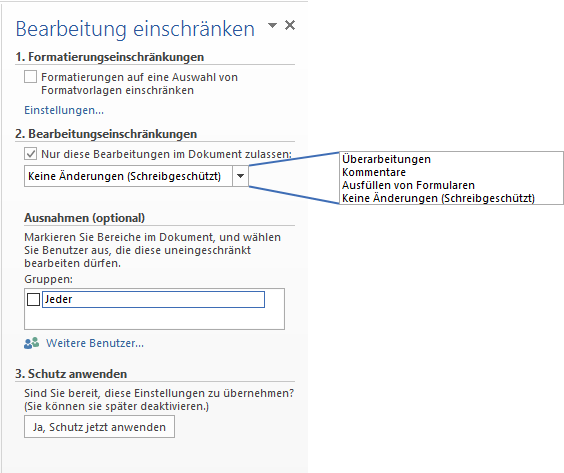 Bearbeitung einschränken
1. Formatierungseinschränkungen
Formatierungen auf eine Auswahl von
Formatvorlagen einschränken
Einstellungen...
2. Bearbeitungseinschränkungen
Nur diese Bearbeitungen im Dokument zulassen:
Keine Änderungen (Schreibgeschützt)
Überarbeitungen
Kommentare
Ausfüllen von Formularen
Keine Änderungen (Schreibgeschützt)
Ausnahmen (optional)
Markieren Sie Bereiche im Dokument, und wählen
Sie Benutzer aus, die diese uneingeschränkt
bearbeiten dürfen.
Gruppen:
Jeder
Weitere Benutzer...
3. Schutz anwenden
Sind Sie bereit, diese Einstellungen zu übernehmen?
(Sie können sie später deaktivieren.)
Ja, Schutz jetzt anwenden